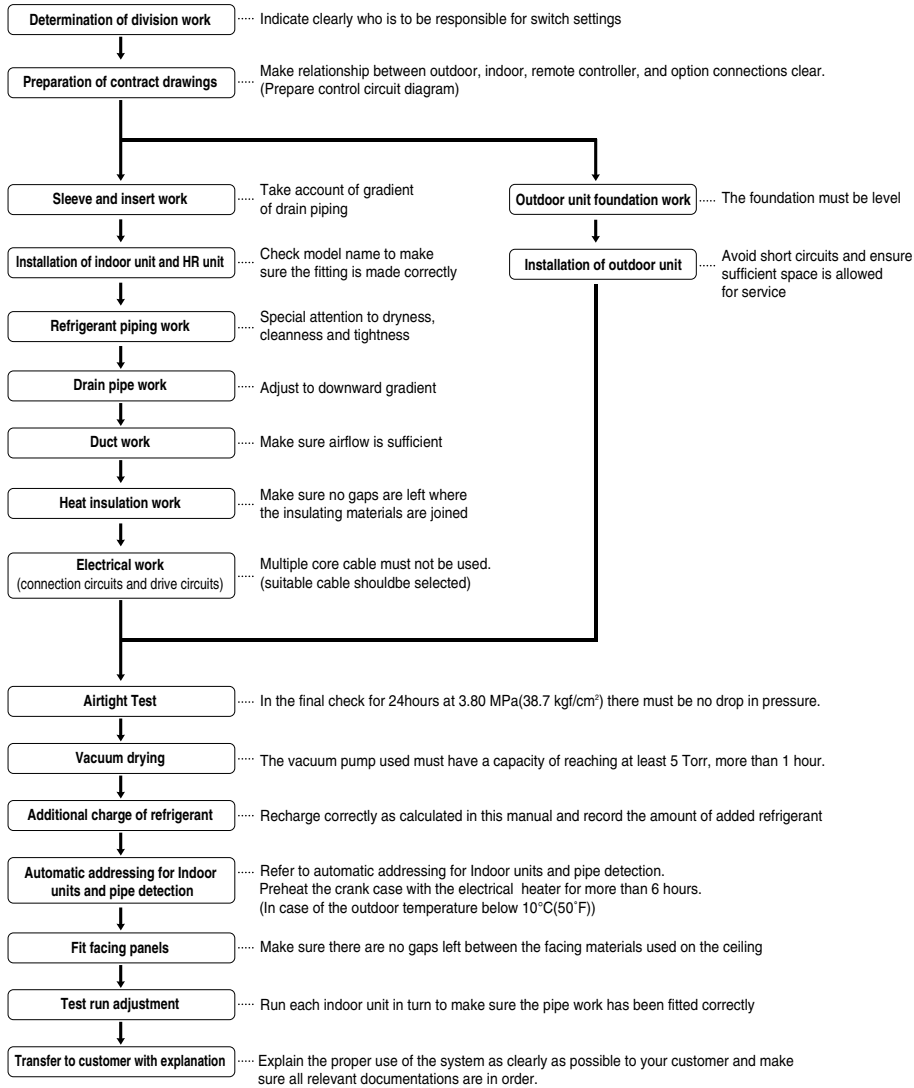 Determination of division work ..... Indicate clearly who is to be responsible for switch settings
Preparation of contract drawings ..... Make relationship between outdoor, indoor, remote controller, and option connections clear.
(Prepare control circuit diagram)
Sleeve and insert work ..... Take account of gradient
of drain piping
Outdoor unit foundation work ..... The foundation must be level
Installation of indoor unit and HR unit ..... Check model name to make
sure the fitting is made correctly
Installation of outdoor unit ..... Avoid short circuits and ensure
sufficient space is allowed
for service
Refrigerant piping work ..... Special attention to dryness,
cleanness and tightness
Drain pipe work ..... Adjust to downward gradient
Duct work ..... Make sure airflow is sufficient
Heat insulation work ..... Make sure no gaps are left where
the insulating materials are joined
Electrical work
(connection circuits and drive circuits) ..... Multiple core cable must not be used.
(suitable cable shouldbe selected)
Airtight Test ..... In the final check for 24hours at 3.80 MPa(38.7 kgf/cm²) there must be no drop in pressure.
Vacuum drying ..... The vacuum pump used must have a capacity of reaching at least 5 Torr, more than 1 hour.
Additional charge of refrigerant ..... Recharge correctly as calculated in this manual and record the amount of added refrigerant
Automatic addressing for Indoor
units and pipe detection ..... Refer to automatic addressing for Indoor units and pipe detection.
Preheat the crank case with the electrical heater for more than 6 hours.
(In case of the outdoor temperature below 10°C(50˚F))
Fit facing panels ..... Make sure there are no gaps left between the facing materials used on the ceiling
Test run adjustment ..... Run each indoor unit in turn to make sure the pipe work has been fitted correctly
Transfer to customer with explanation ..... Explain the proper use of the system as clearly as possible to your customer and make
sure all relevant documentations are in order.